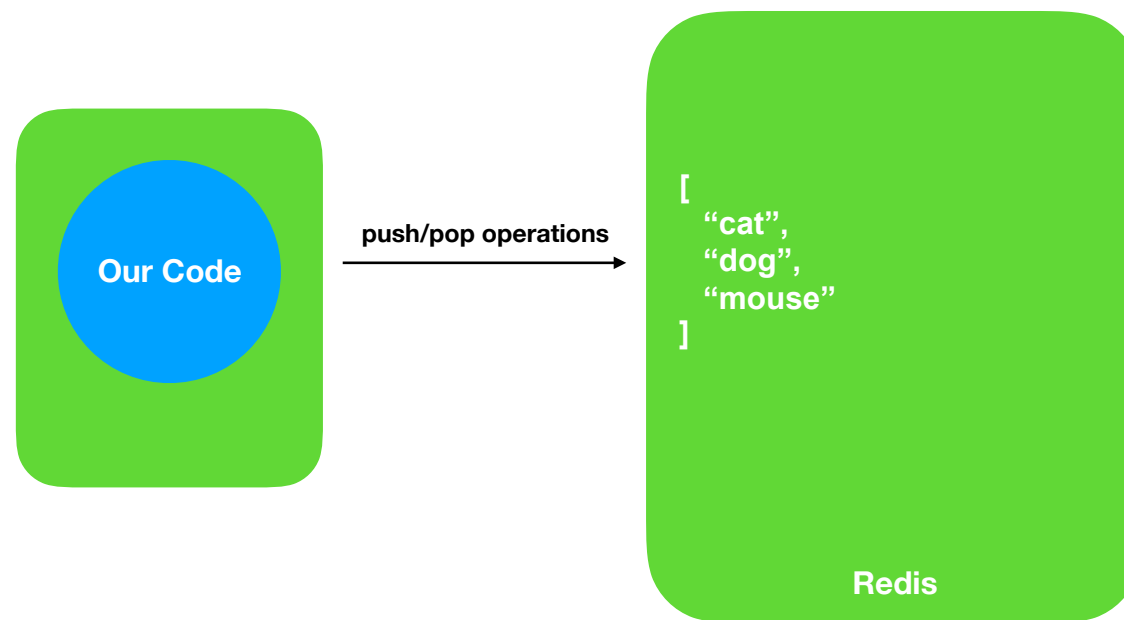 Our Code
push/pop operations
[
“cat”,
“dog”,
“mouse”
]
Redis